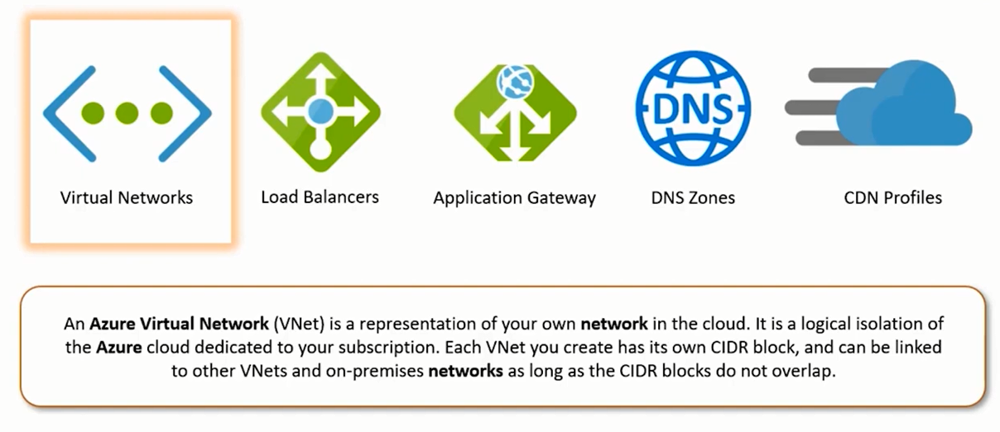 DNS
Virtual Networks
Load Balancers
Application Gateway
DNS Zones
CDN Profiles
An Azure Virtual Network (VNet) is a representation of your own network in the cloud. It is a logical isolation of
the Azure cloud dedicated to your subscription. Each VNet you create has its own CIDR block, and can be linked
to other VNets and on-premises networks as long as the CIDR blocks do not overlap.